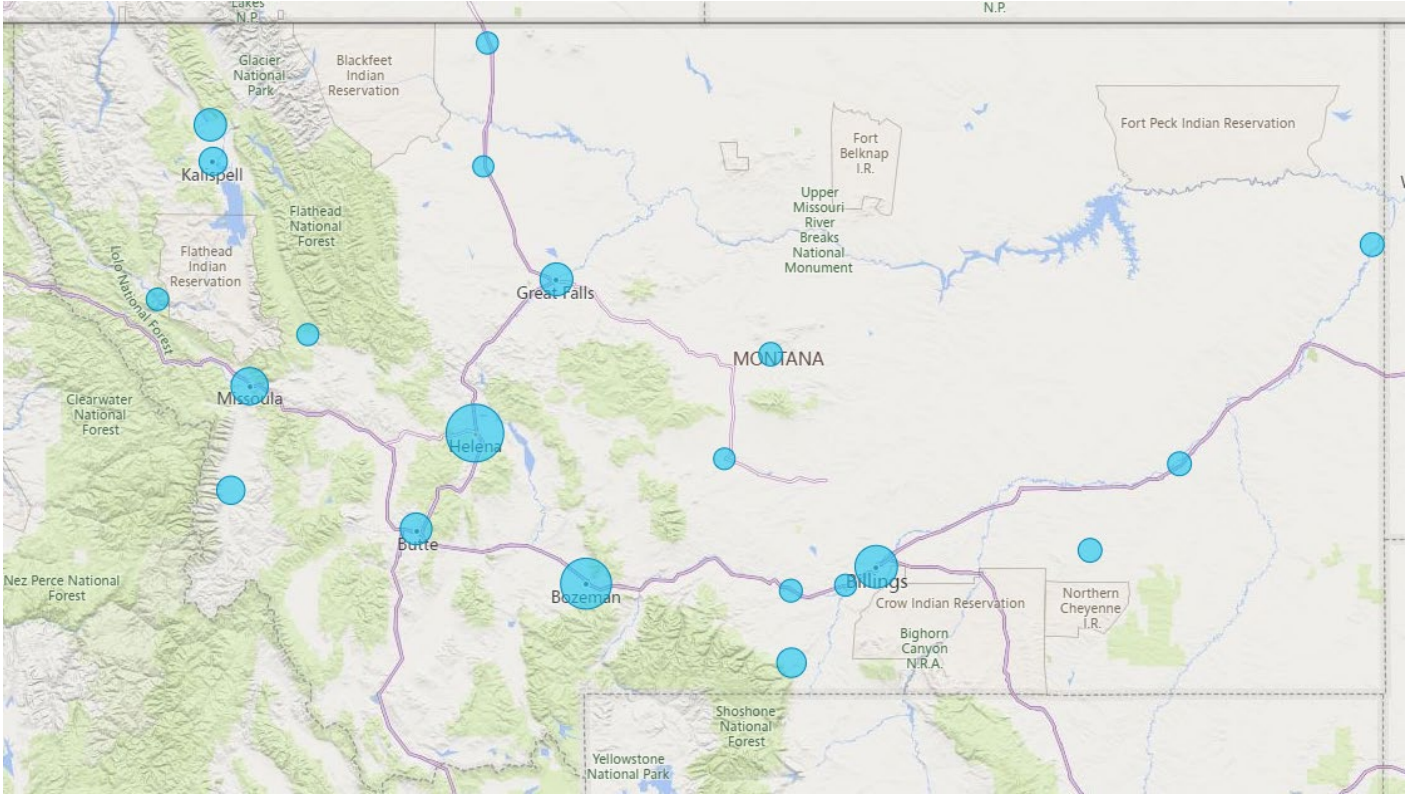 Lakes
N.P.
N.P.
Glacier
National
Park
Blackfeet
Indian
Reservation
Fort Peck Indian Reservation
Fort
Belknap
I.R.
Kalispell
Upper
Missouri
River
Breaks
National
Monument
Flathead
National
Forest
Flathead
Indian
Reservation
Lolo National Forest
Great Falls
MONTANA
Missoula
Clearwater
National
Forest
Helena
Butte
Nez Perce National
Forest
Bozeman
Billings
Crow Indian Reservation
Northern
Cheyenne
I.R.
Bighorn
Canyon
N.R.A.
Shoshone
National
Forest
Yellowstone
National Park